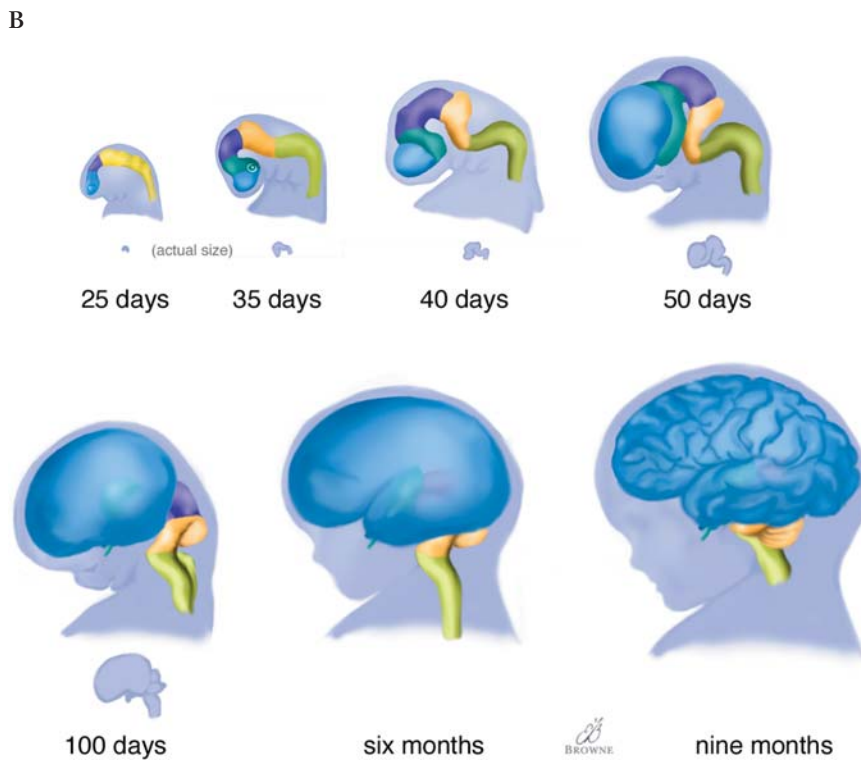 B
(actual size)
25 days
35 days
40 days
50 days
100 days
six months
BROWNE
nine months